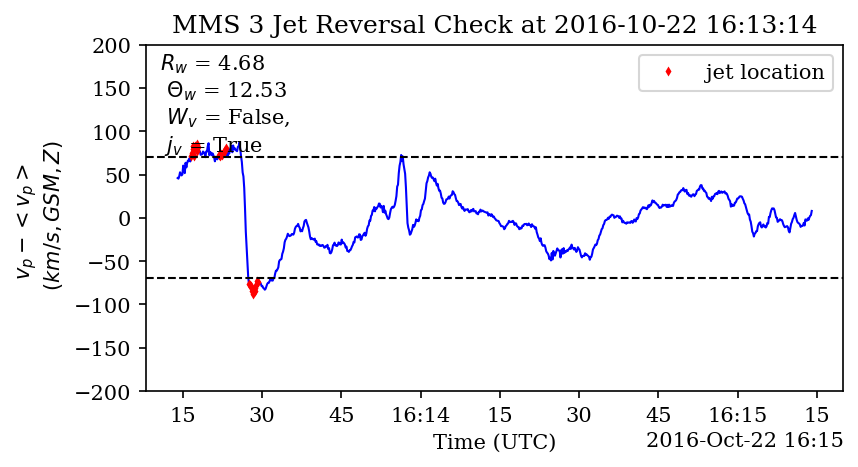 MMS 3 Jet Reversal Check at 2016-10-22 16:13:14
R_w = 4.68
Θ_w = 12.53
W_v = False,
j_v = True
jet location
v_p − < v_p >
(km/s, GSM, Z)
200
150
100
50
0
−50
−100
−150
−200
15 30 45 16:14 15 30 45 16:15 15
Time (UTC)
2016-Oct-22 16:15